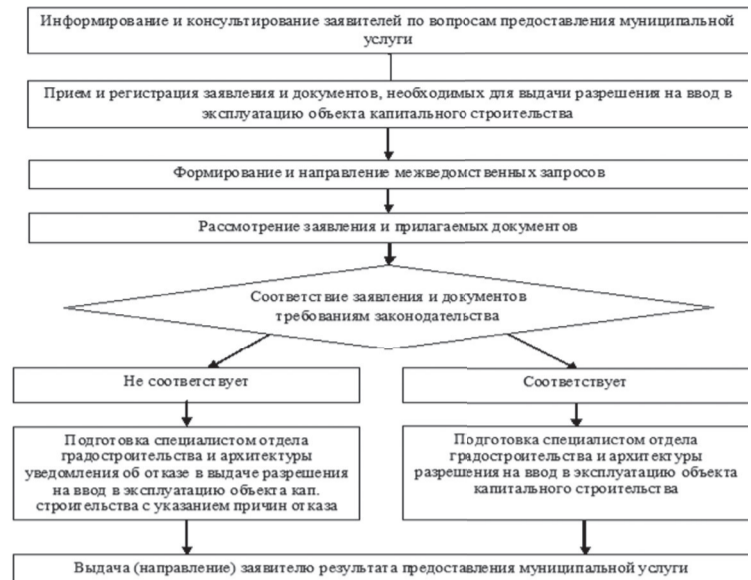 Информирование и консультирование заявителей по вопросам предоставления муниципальной
услуги
Прием и регистрация заявления и документов, необходимых для выдачи разрешения на ввод в
эксплуатацию объекта капитального строительства
Формирование и направление межведомственных запросов
Рассмотрение заявления и прилагаемых документов
Соответствие заявления и документов
требованиям законодательства
Не соответствует
Соответствует
Подготовка специалистом отдела
градостроительства и архитектуры
уведомления об отказе в выдаче разрешения
на ввод в эксплуатацию объекта кап.
строительства с указанием причин отказа
Подготовка специалистом отдела
градостроительства и архитектуры
разрешения на ввод в эксплуатацию объекта
капитального строительства
Выдача (направление) заявителю результата предоставления муниципальной услуги